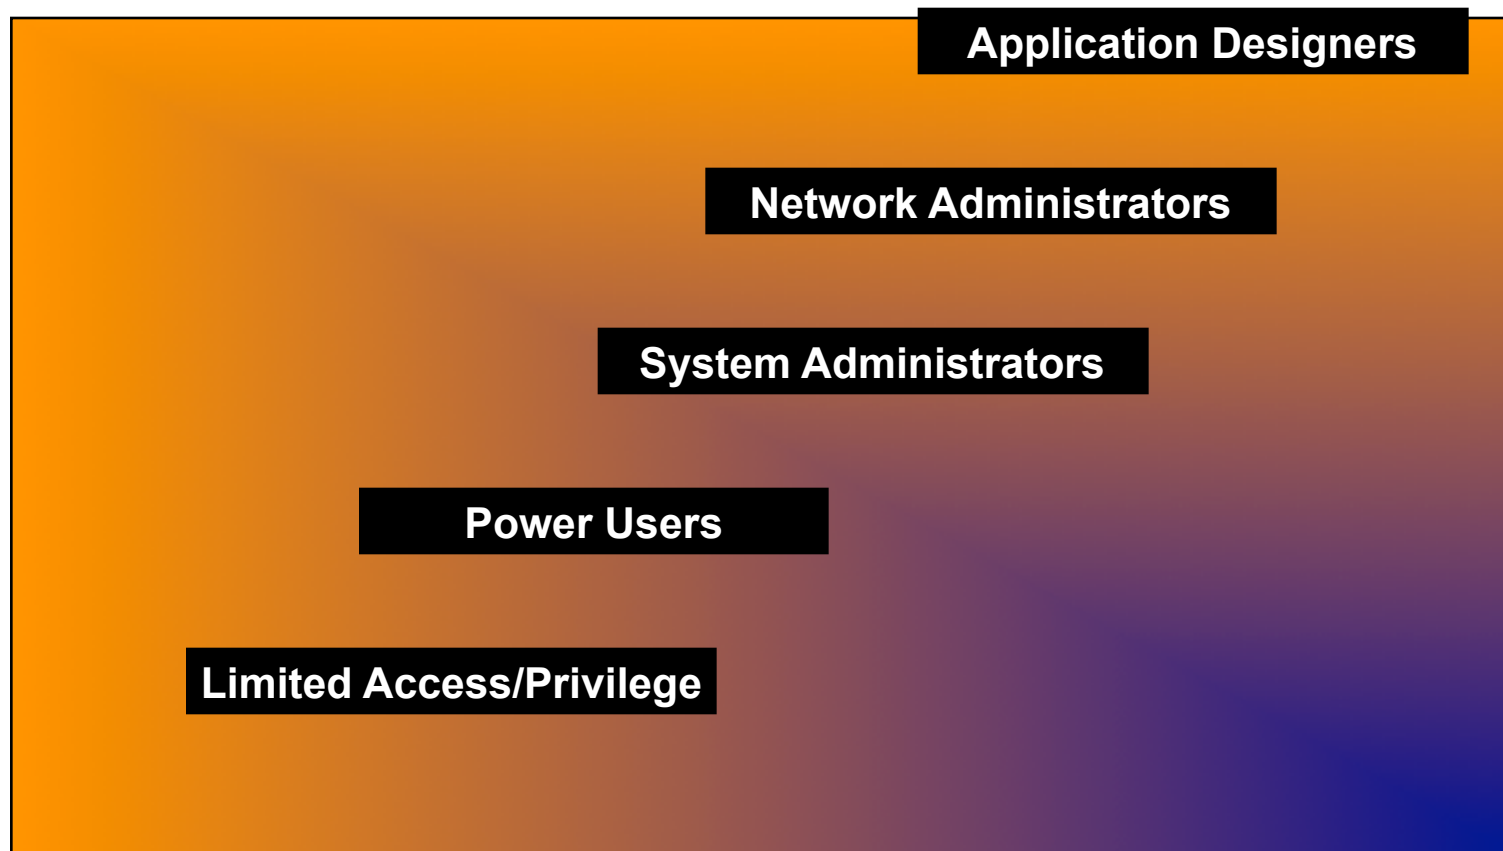 Application Designers
Network Administrators
System Administrators
Power Users
Limited Access/Privilege